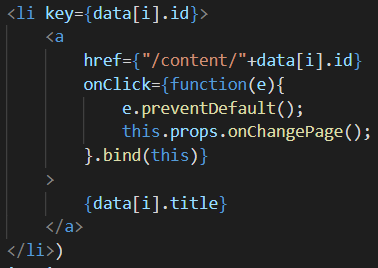 <li key={data[i].id}>
<a
href={"/content/"+data[i].id}
onClick={function(e){
e.preventDefault();
this.props.onChangePage();
}.bind(this)}
>
{data[i].title}
</a>
</li>)